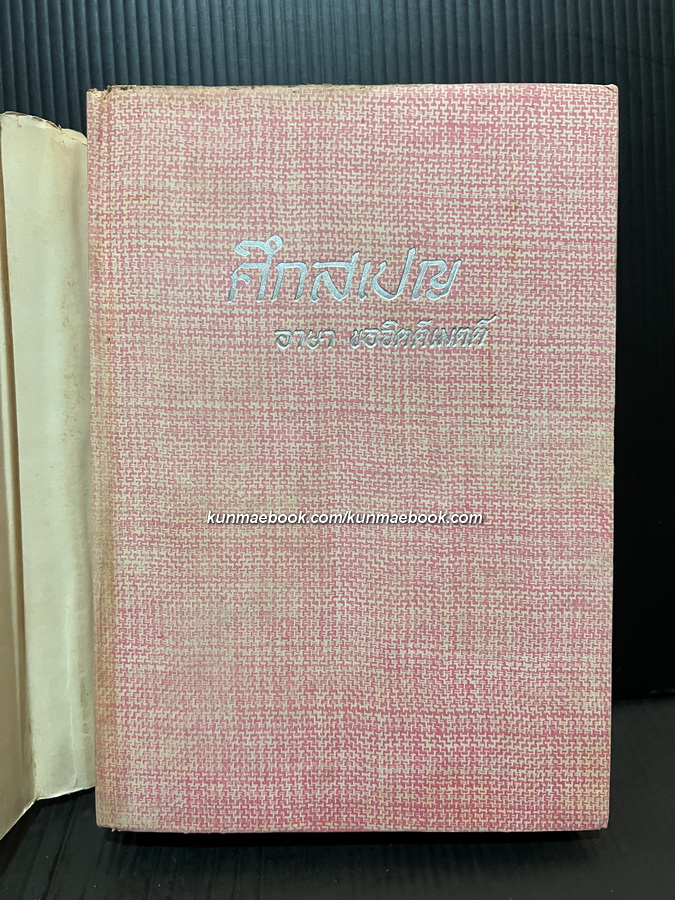 ศึกสเปญ
อาษา ขอจิตต์เมตต์
kunmaebook.com/kunmaebook.com